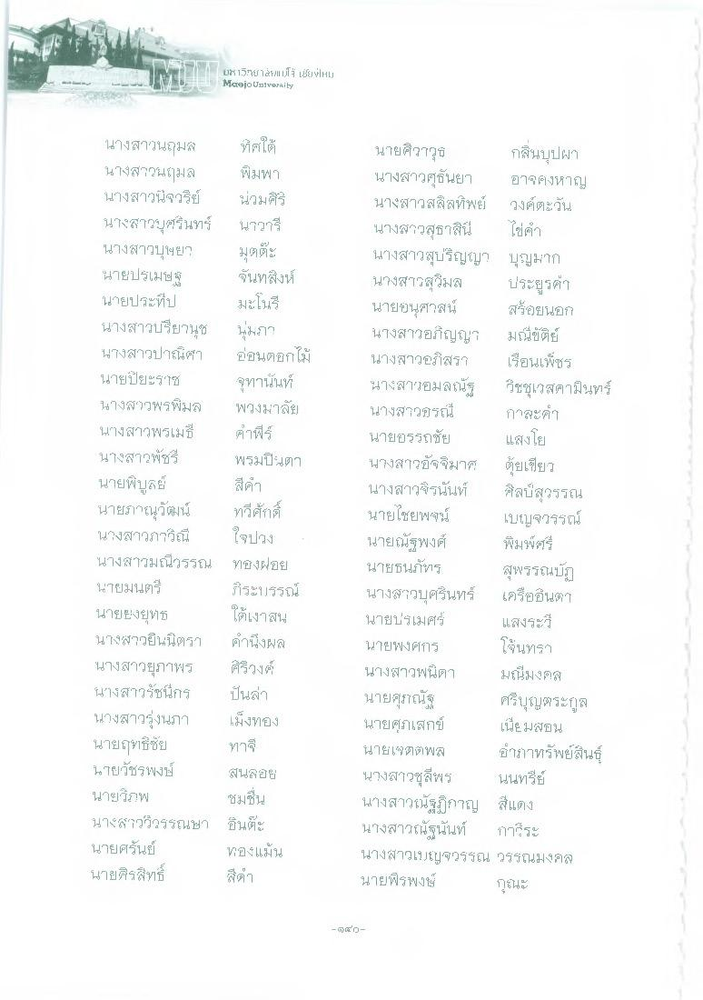 มหาวิทยาลัยแม่โจ้ เชียงใหม่
Maejo University
นางสาวนฤมล ทิศใต้
นางสาวนฤมล พิมพา
นางสาวนิจวรีย์ น่วมศิริ
นางสาวบุศรินทร์ นาวารี
นางสาวบุษยา มุตต๊ะ
นายปรเมษฐ จันทสิงห์
นายประทีป มะโนรี
นางสาวปรียานุช นุ่มภา
นางสาวปาณิศา อ่อนดอกไม้
นายปิยะราช จุฑานันท์
นางสาวพรพิมล พวงมาลัย
นางสาวพรเมธี คำพีร์
นางสาวพัชรี พรมปินตา
นายพิบูลย์ สีคำ
นายภาณุวัฒน์ ทวีศักดิ์
นางสาวภาวิณี ใจปวง
นางสาวมณีวรรณ ทองฝอย
นายมนตรี ภิระบรรณ์
นายยงยุทธ ใต้เงาสน
นางสาวยินนิตรา คำนึงผล
นางสาวยุภาพร ศิริวงค์
นางสาวรัชนีกร ปันล่า
นางสาวรุ่งนภา เม็งทอง
นายฤทธิชัย ทาจี
นายวัชรพงษ์ สนลอย
นายวิภพ ชมชื่น
นางสาววิวรรณษา อินต๊ะ
นายศรันย์ ทองแม้น
นายศิรสิทธิ์ สีดำ
นายศิวาวุธ กลิ่นบุปผา
นางสาวศุธันยา อาจคงหาญ
นางสาวสลิลทิพย์ วงค์ตะวัน
นางสาวสุธาสินี ไข่คำ
นางสาวสุปริญญา บุญมาก
นางสาวสุวิมล ประยูรคำ
นายอนุศาสน์ สร้อยนอก
นางสาวอภิญญา มณีขัติย์
นางสาวอภิสรา เรือนเพ็ชร
นางสาวอมลณัฐ วิชชุเวสคามินทร์
นางสาวอรณี กาละคำ
นายอรรถชัย แสงโย
นางสาวอัจจิมาศ ตุ้ยเขียว
นางสาวจิรนันท์ ศิลป์สุวรรณ
นายไชยพจน์ เบญจวรรณ์
นายณัฐพงศ์ พิมพ์ศรี
นายธนภัทร สุพรรณบัฏ
นางสาวบุศรินทร์ เครืออินตา
นายปรเมศร์ แสงระวี
นายพงศกร โจ้นทรา
นางสาวพนิดา มณีมงคล
นายศุภณัฐ ศรีบุญตระกูล
นายศุภเสกข์ เนียมสอน
นายเจตตพล อำภาทรัพย์สินธุ์
นางสาวชุลีพร นนทรีย์
นางสาวณัฐฏิกาญ สีแดง
นางสาวณัฐนันท์ กาวีระ
นางสาวเบญจวรรณ วรรณมงคล
นายพีรพงษ์ กุณะ
-๑๔๐-